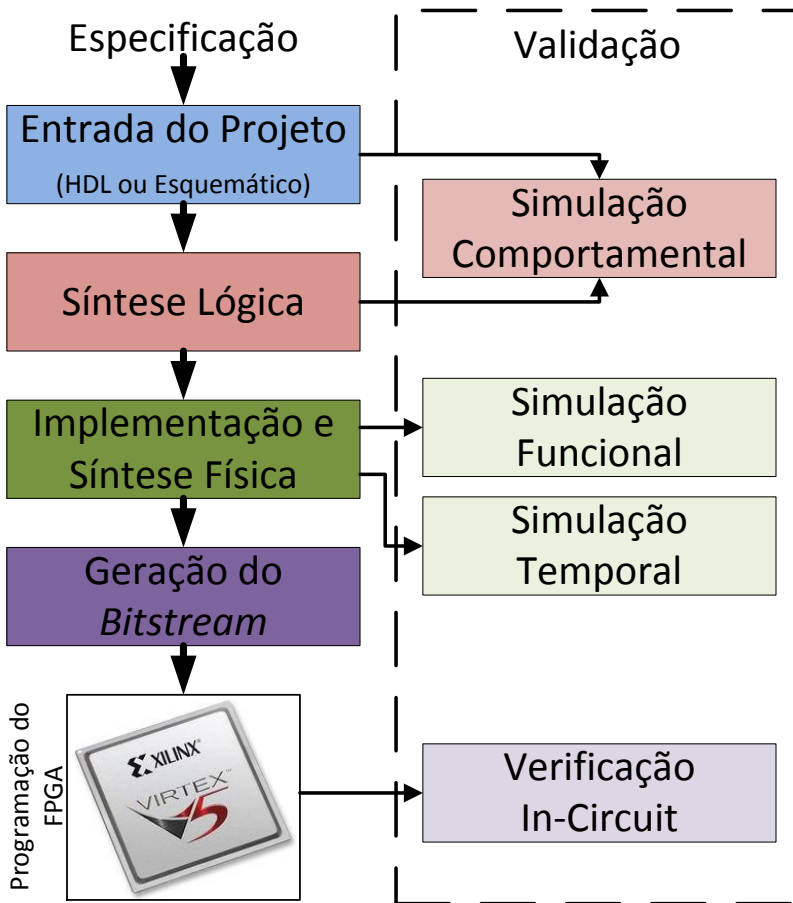 Especificação
Validação
Entrada do Projeto
(HDL ou Esquemático)
Simulação
Comportamental
Síntese Lógica
Implementação e
Síntese Física
Simulação
Funcional
Simulação
Temporal
Geração do
Bitstream
Programação do
FPGA
XILINX®
VIRTEX™
5
Verificação
In-Circuit